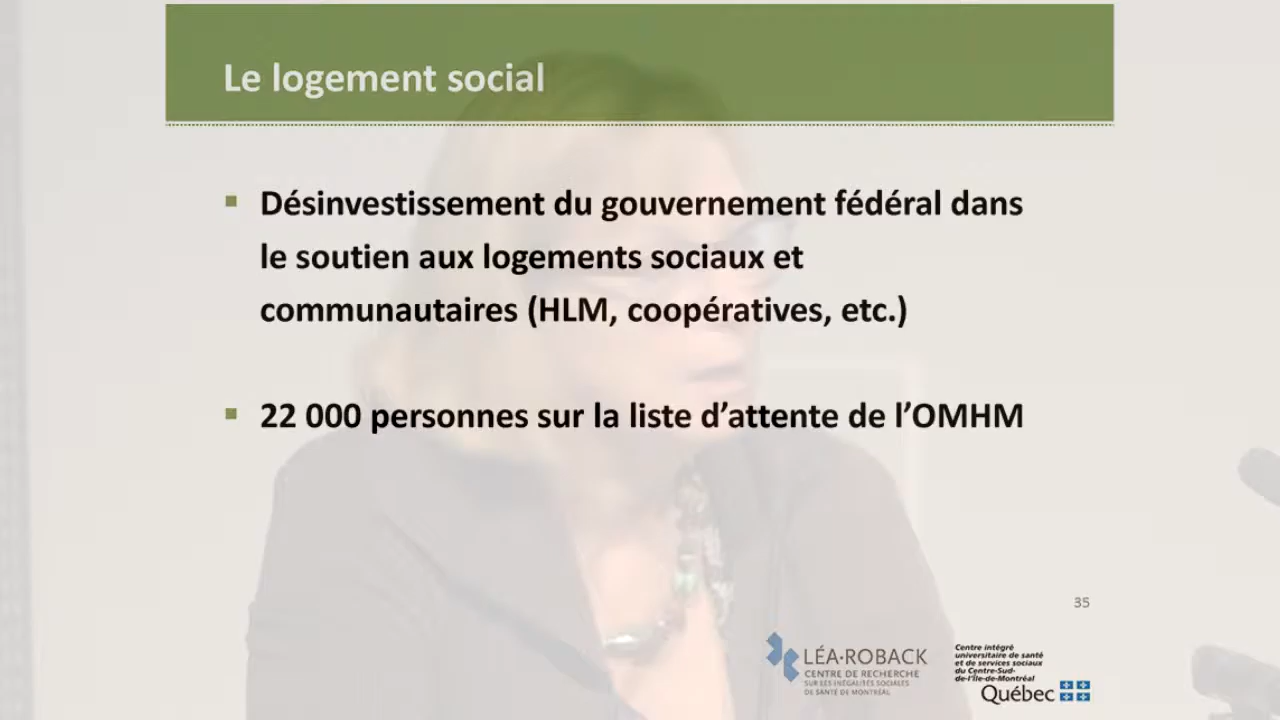 Le logement social
Désinvestissement du gouvernement fédéral dans
le soutien aux logements sociaux et
communautaires (HLM, coopératives, etc.)
22 000 personnes sur la liste d’attente de l’OMHM
35
LÉA·ROBACK
CENTRE DE RECHERCHE
SUR LES INÉGALITÉS SOCIALES
DE SANTÉ DE MONTRÉAL
Centre intégré
universitaire de santé
et de services sociaux
du Centre-Sud-
de-l'Île-de-Montréal
Québec